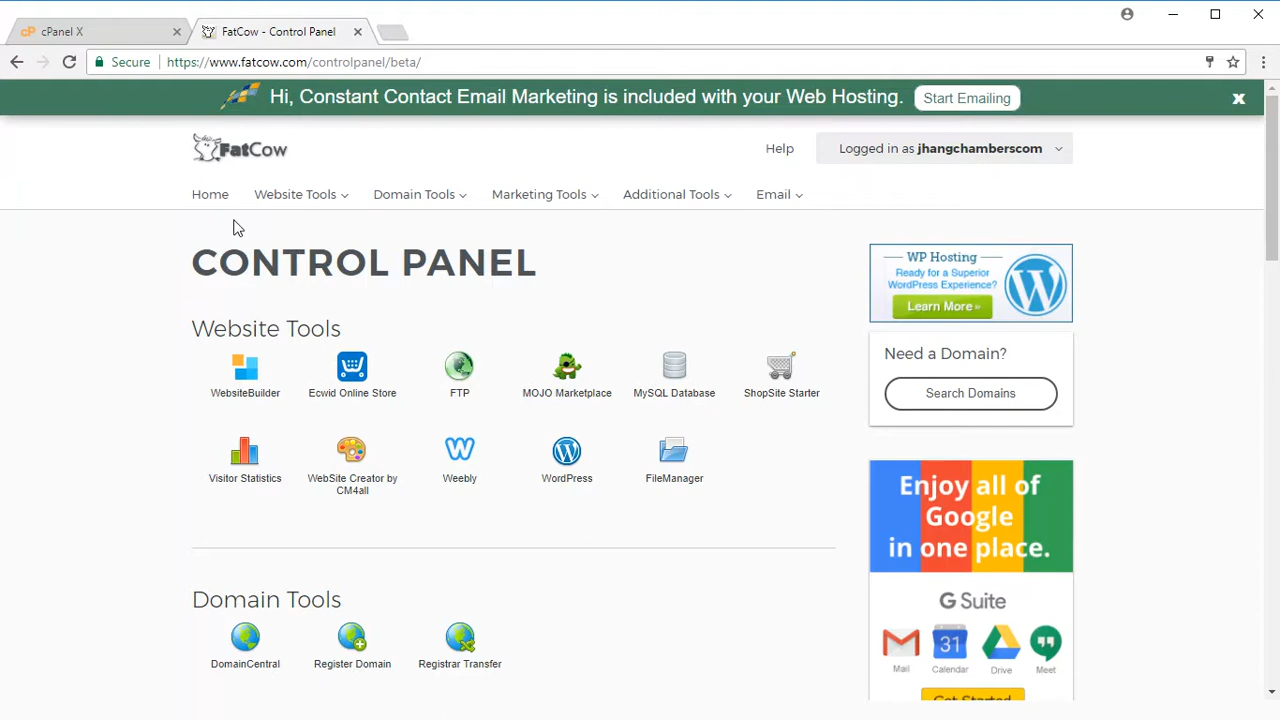 cPanel X
FatCow - Control Panel
Secure
https://www.fatcow.com/controlpanel/beta/
Hi, Constant Contact Email Marketing is included with your Web Hosting.
Start Emailing
x
FatCow
Help
Logged in as jhangchamberscom
Home
Website Tools
Domain Tools
Marketing Tools
Additional Tools
Email
CONTROL PANEL
WP Hosting
Ready for a Superior
WordPress Experience?
Learn More»
Website Tools
Need a Domain?
Search Domains
WebsiteBuilder
Ecwid Online Store
FTP
MOJO Marketplace
MySQL Database
ShopSite Starter
Visitor Statistics
WebSite Creator by
CM4all
Weebly
WordPress
FileManager
Enjoy all of
Google
in one place.
G Suite
31
Mail
Calendar
Drive
Meet
Get Started
Domain Tools
DomainCentral
Register Domain
Registrar Transfer